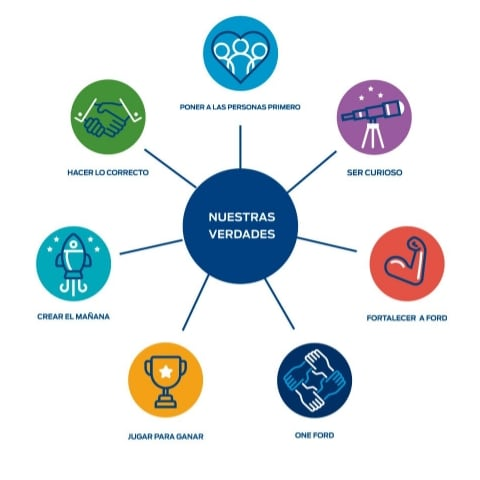 PONER A LAS PERSONAS PRIMERO
HACER LO CORRECTO
SER CURIOSO
NUESTRAS
VERDADES
CREAR EL MAÑANA
FORTALECER A FORD
JUGAR PARA GANAR
ONE FORD